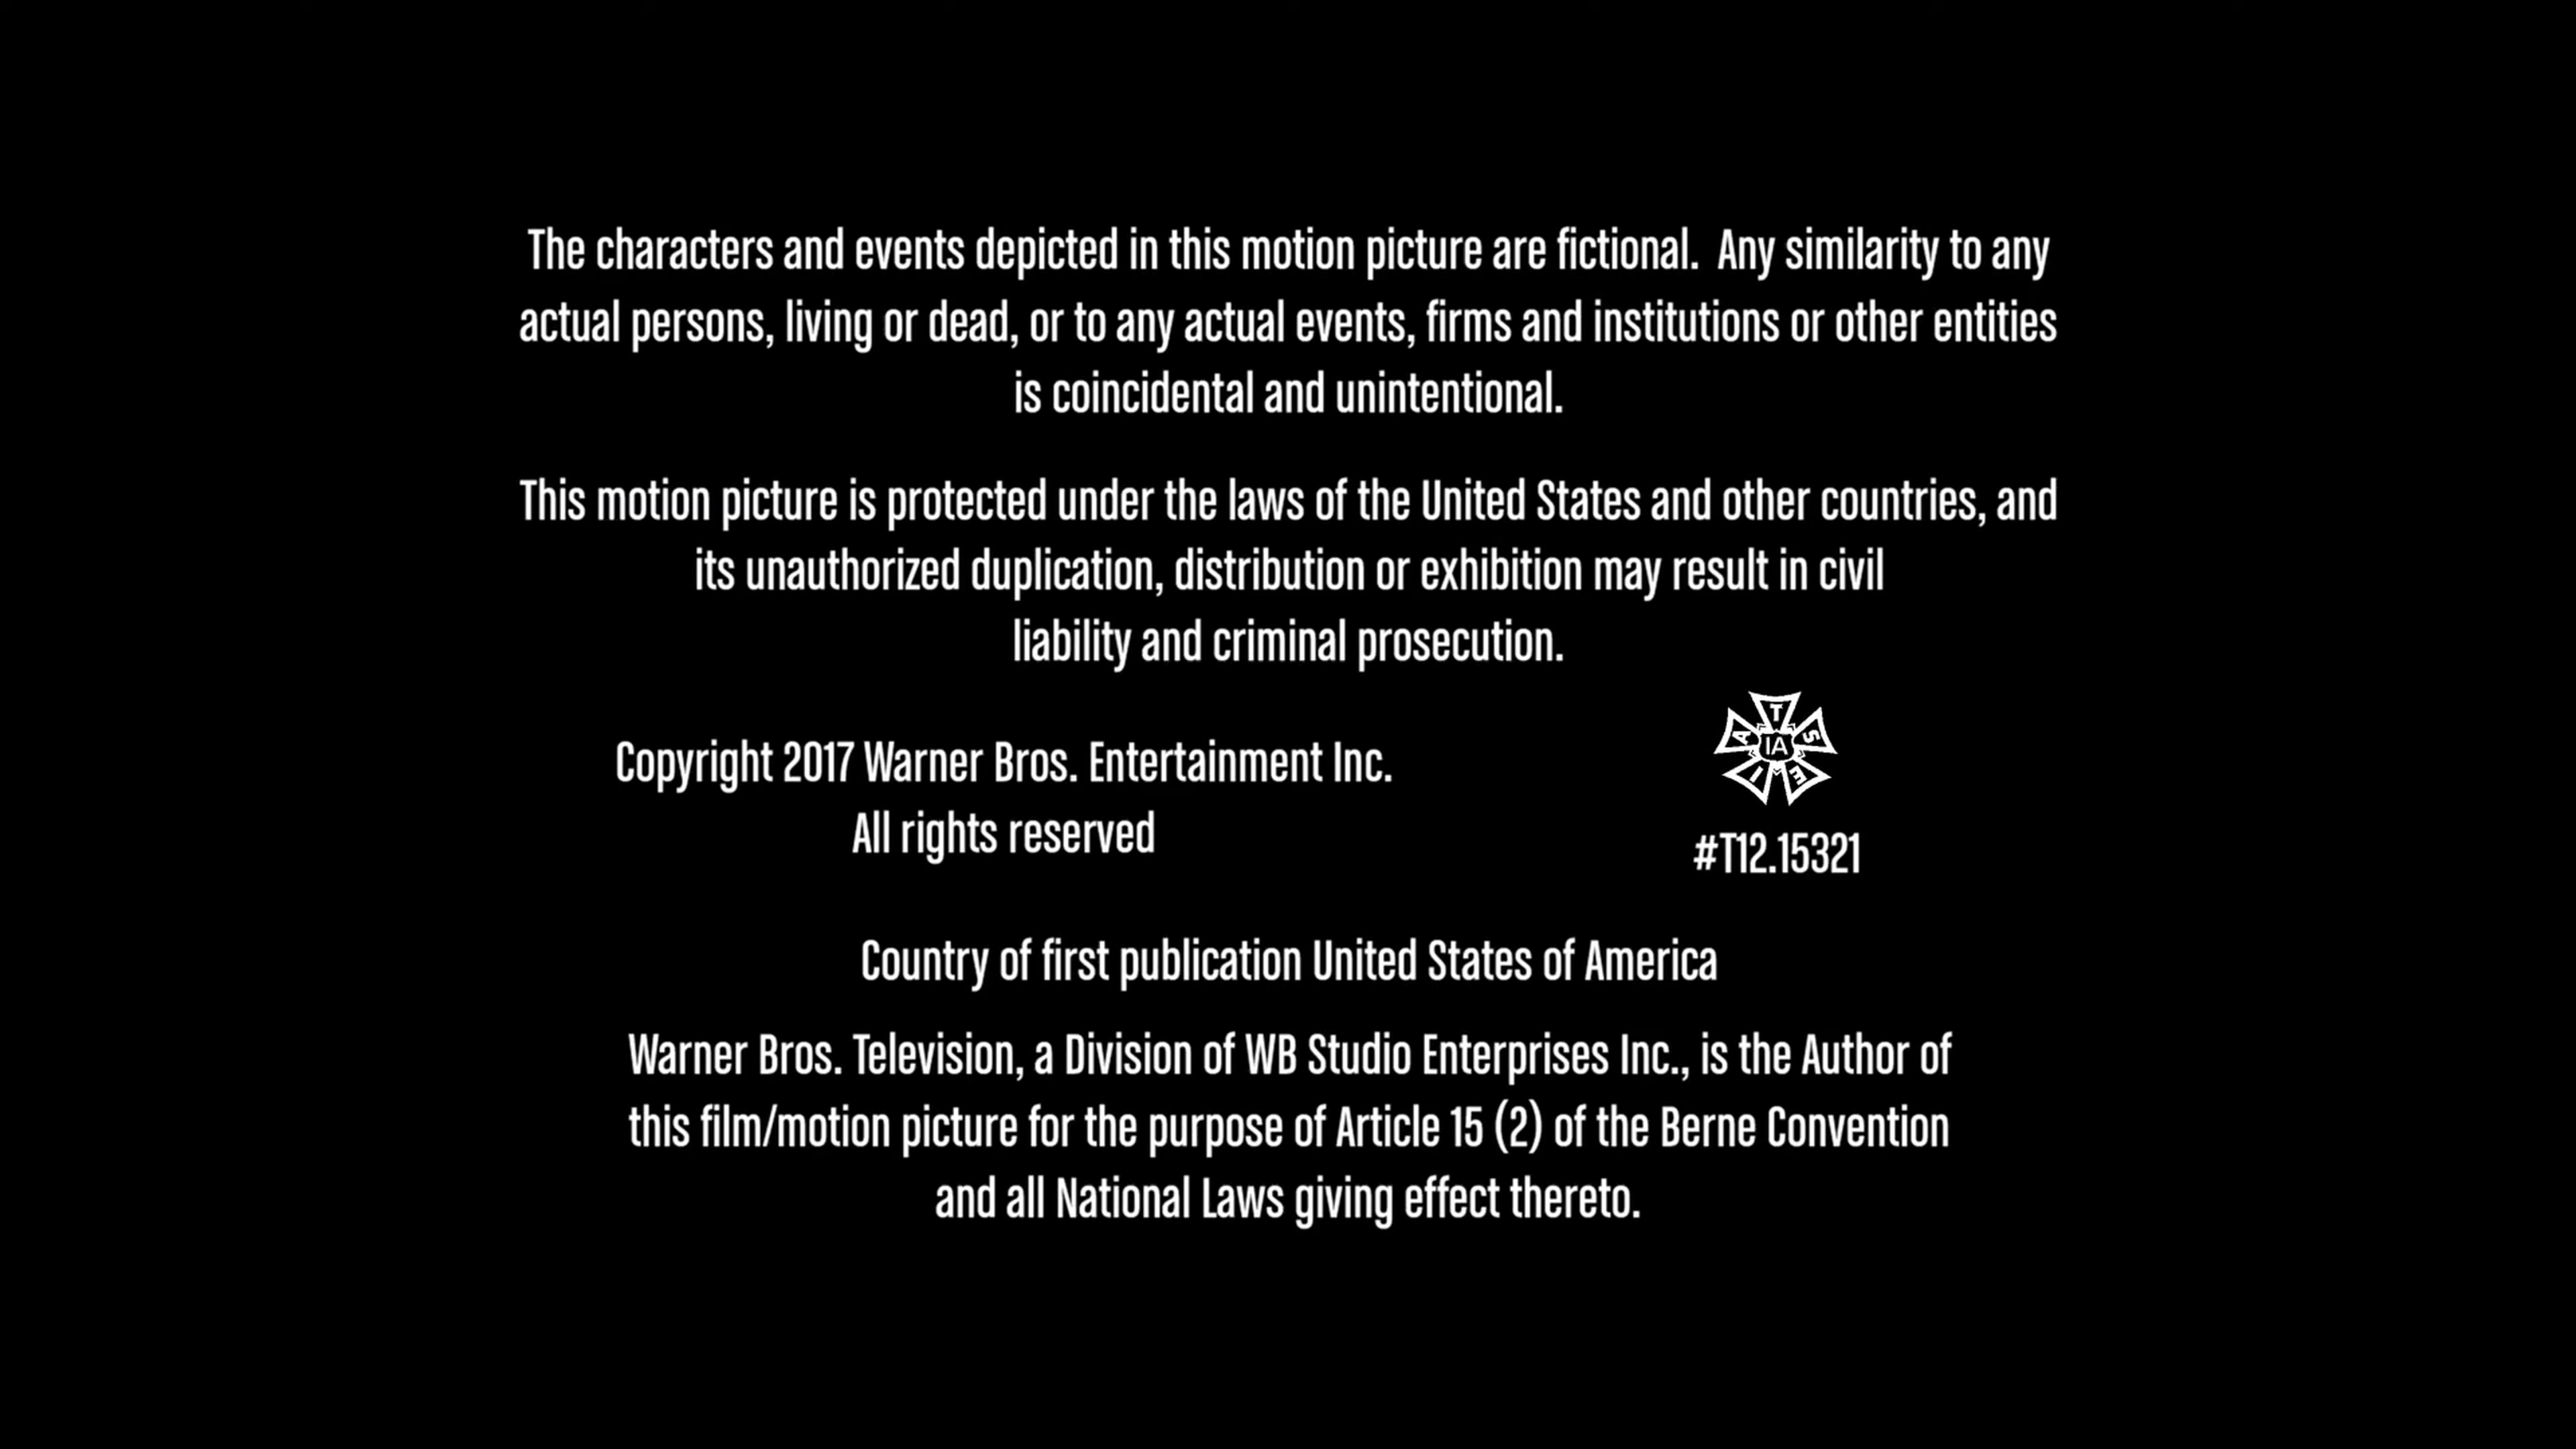 The characters and events depicted in this motion picture are fictional.  Any similarity to any
actual persons, living or dead, or to any actual events, firms and institutions or other entities
is coincidental and unintentional.
This motion picture is protected under the laws of the United States and other countries, and
its unauthorized duplication, distribution or exhibition may result in civil
liability and criminal prosecution.
Copyright 2017 Warner Bros. Entertainment Inc.
All rights reserved
IATSE
IA
#T12.15321
Country of first publication United States of America
Warner Bros. Television, a Division of WB Studio Enterprises Inc., is the Author of
this film/motion picture for the purpose of Article 15 (2) of the Berne Convention
and all National Laws giving effect thereto.